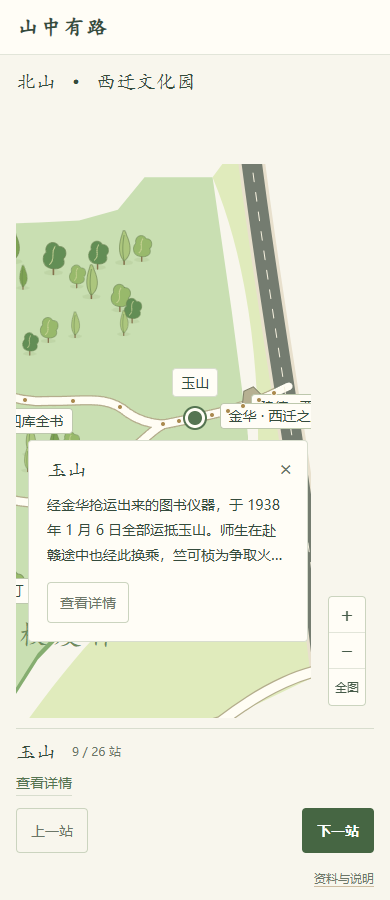 山中有路
北山 • 西迁文化园
玉山
金华 · 西迁之
四库全书
玉山 ×
经金华抢运出来的图书仪器，于 1938
年 1 月 6 日全部运抵玉山。师生在赴
赣途中也经此换乘，竺可桢为争取火...
查看详情
+
−
全图
玉山 9 / 26 站
查看详情
上一站 下一站
资料与说明